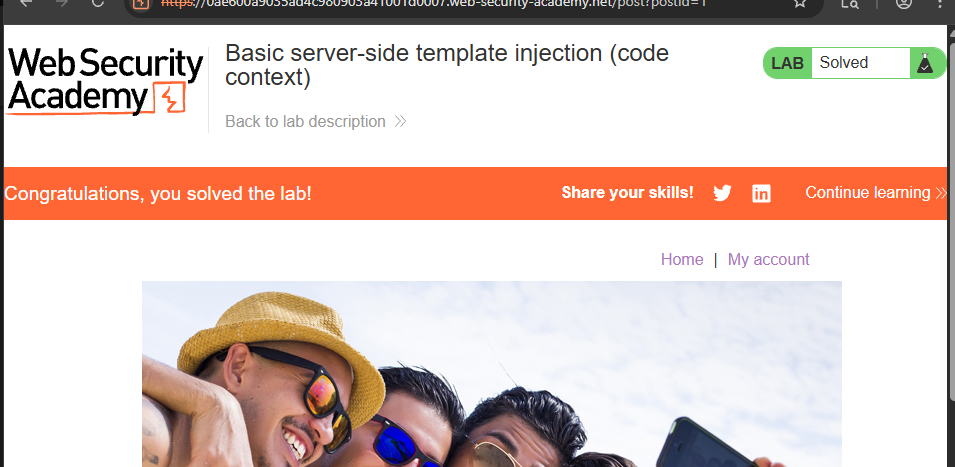 https://0ae600a9035ad4c980903a41001d0007.web-security-academy.net/post?postId=1
Web Security
Academy
Basic server-side template injection (code
context)
Back to lab description
LAB Solved
Congratulations, you solved the lab!
Share your skills!
Continue learning
Home | My account